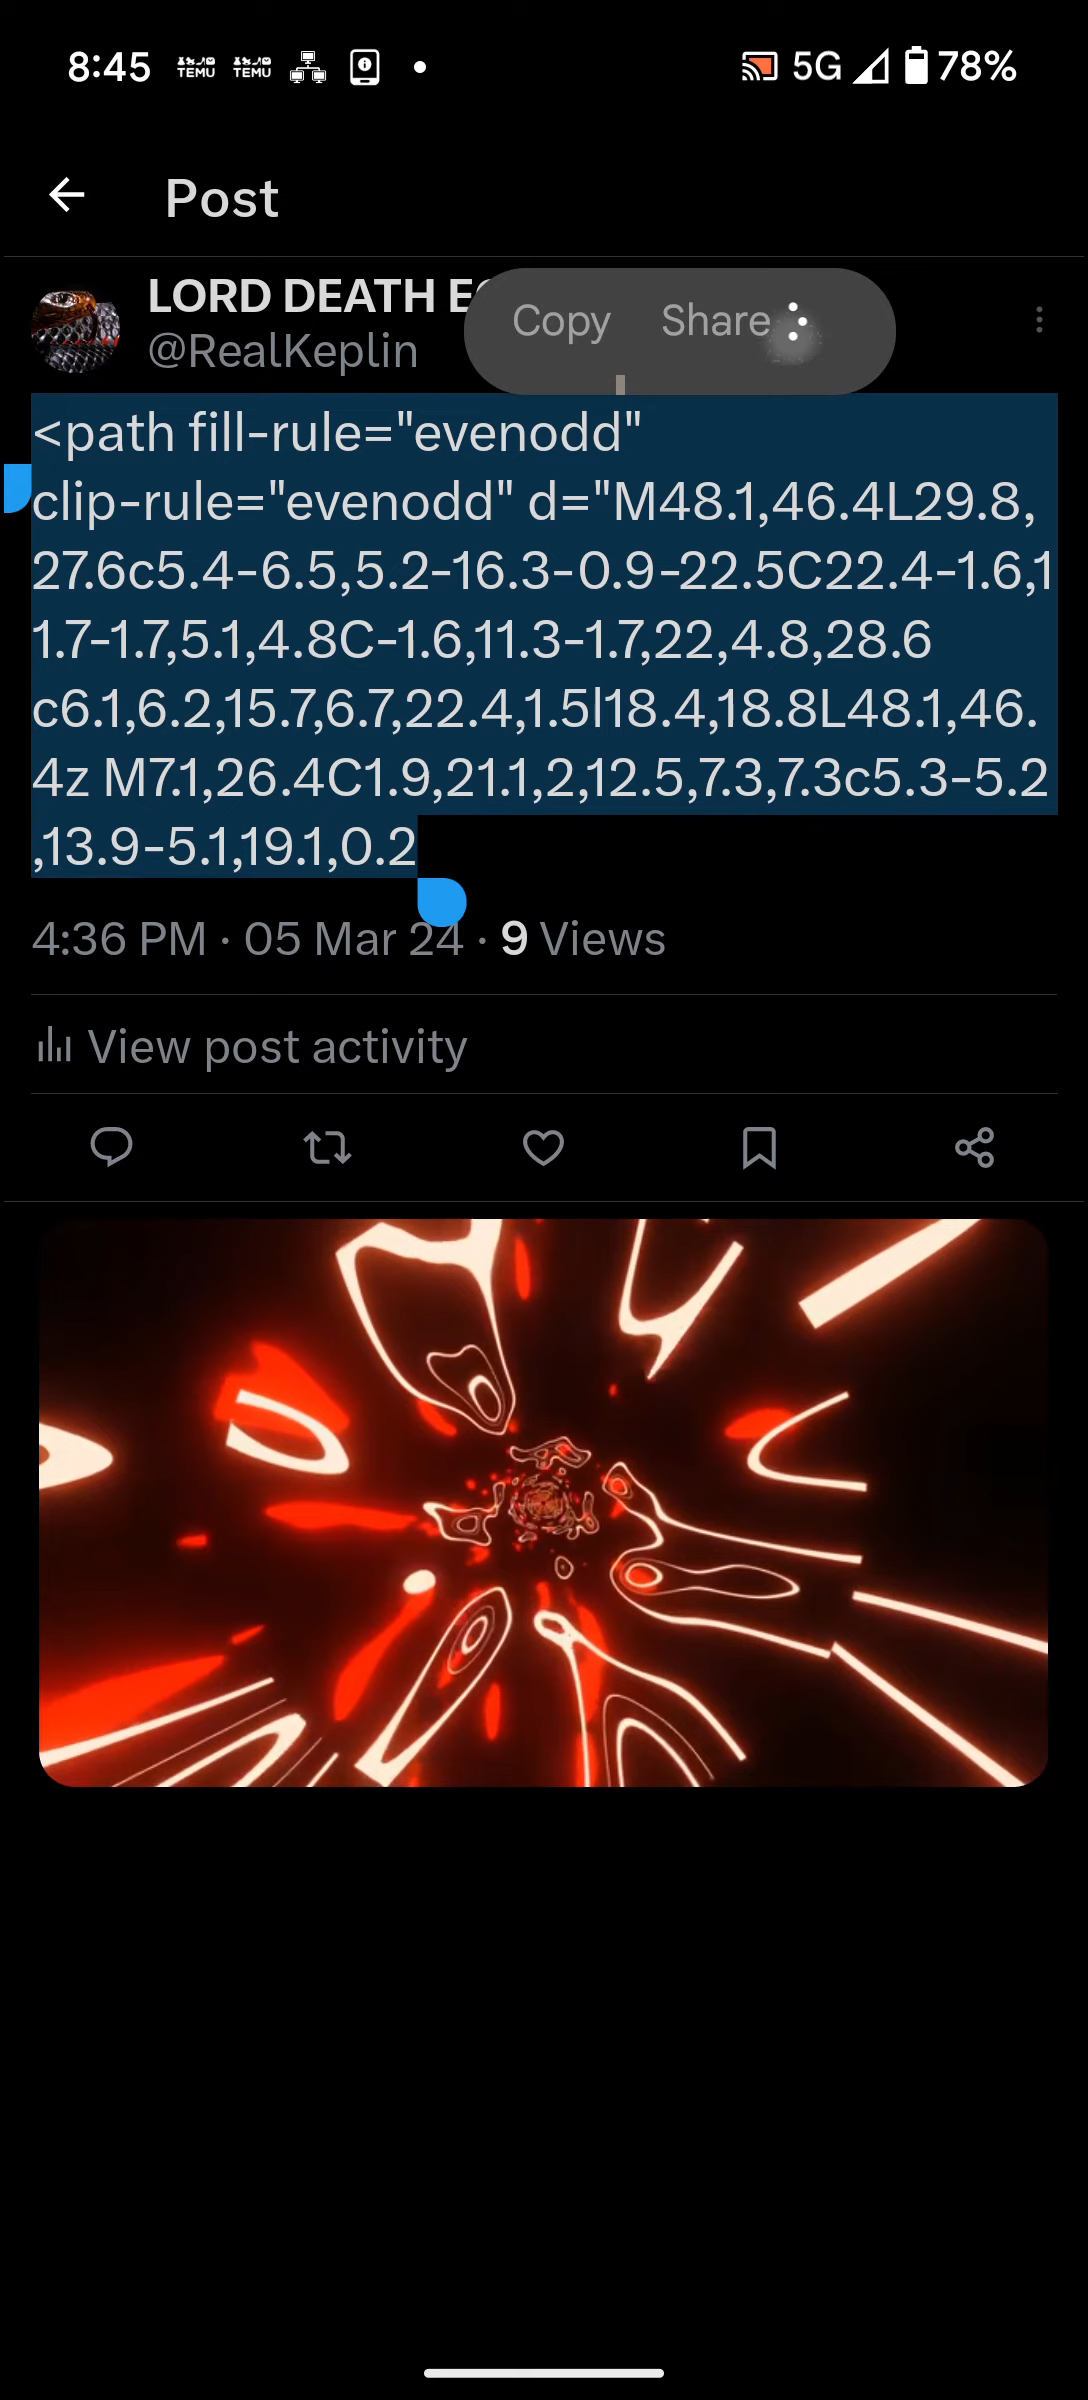 8:45 TEMU TEMU 5G 78%
Post
LORD DEATH
@RealKeplin
Copy Share
<path fill-rule="evenodd"
clip-rule="evenodd" d="M48.1,46.4L29.8,
27.6c5.4-6.5,5.2-16.3-0.9-22.5C22.4-1.6,1
1.7-1.7,5.1,4.8C-1.6,11.3-1.7,22,4.8,28.6
c6.1,6.2,15.7,6.7,22.4,1.5l18.4,18.8L48.1,46.
4z M7.1,26.4C1.9,21.1,2,12.5,7.3,7.3c5.3-5.2
,13.9-5.1,19.1,0.2
4:36 PM · 05 Mar 24 · 9 Views
View post activity